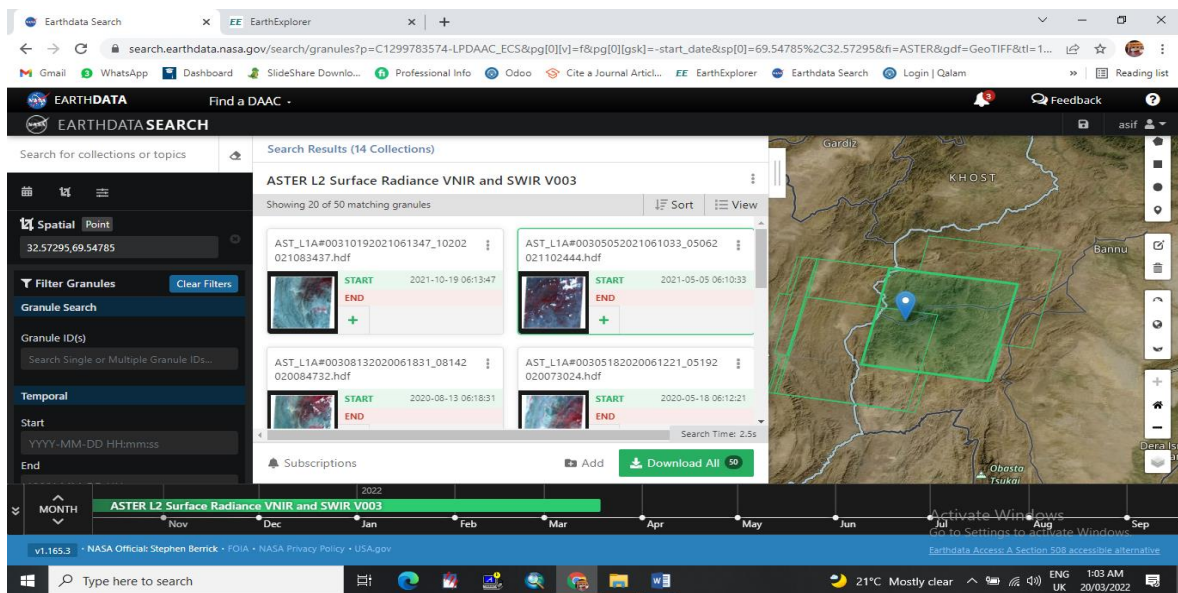 Earthdata Search
EE EarthExplorer
search.earthdata.nasa.gov/search/granules?p=C1299783574-LPDAAC_ECS&pg[0][v]=f&pg[0][gsk]=-start_date&sp[0]=69.54785%2C32.57295&fi=ASTER&gdf=GeoTIFF&tl=1...
Gmail WhatsApp Dashboard SlideShare Downlo... Professional Info Odoo Cite a Journal Articl... EE EarthExplorer Earthdata Search Login | Qalam » Reading list
EARTHDATA Find a DAAC 3 Feedback ?
EARTHDATA SEARCH asif
Search for collections or topics
Spatial Point
32.57295,69.54785
Filter Granules Clear Filters
Granule Search
Granule ID(s)
Search Single or Multiple Granule IDs...
Temporal
Start
YYYY-MM-DD HH:mm:ss
End
Search Results (14 Collections)
ASTER L2 Surface Radiance VNIR and SWIR V003
Showing 20 of 50 matching granules Sort View
AST_L1A#00310192021061347_10202
021083437.hdf
START 2021-10-19 06:13:47
END
AST_L1A#00305052021061033_05062
021102444.hdf
START 2021-05-05 06:10:33
END
AST_L1A#00308132020061831_08142
020084732.hdf
START 2020-08-13 06:18:31
END
AST_L1A#00305182020061221_05192
020073024.hdf
START 2020-05-18 06:12:21
END
Search Time: 2.5s
Subscriptions Add Download All 50
Gardiz
KHOST
Bannu
Obasta
Tsukai
2022
MONTH ASTER L2 Surface Radiance VNIR and SWIR V003
Nov Dec Jan Feb Mar Apr May Jun Jul Aug Sep
Activate Windows
Go to Settings to activate Windows.
v1.165.3 • NASA Official: Stephen Berrick • FOIA • NASA Privacy Policy • USA.gov Earthdata Access: A Section 508 accessible alternative
Type here to search 21°C Mostly clear ENG 1:03 AM
UK 20/03/2022